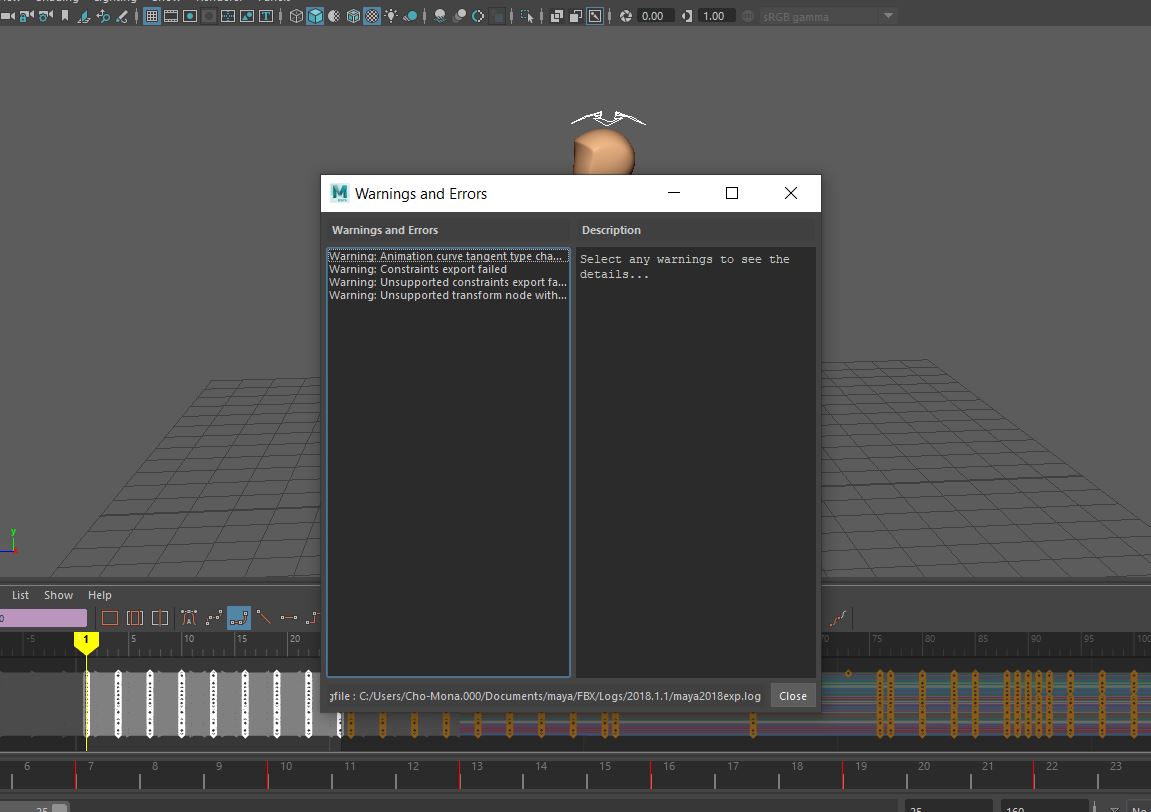 0.00
1.00
sRGB gamma
M
Warnings and Errors
Warnings and Errors
Description
Warning: Animation curve tangent type cha...
Warning: Constraints export failed
Warning: Unsupported constraints export fa...
Warning: Unsupported transform node with...
Select any warnings to see the
details...
gfile : C:/Users/Cho-Mona.000/Documents/maya/FBX/Logs/2018.1.1/maya2018exp.log
Close
y
List Show Help
0
-5 1 5 10 15 20 70 75 80 85 90 95 100
6 7 8 9 10 11 12 13 14 15 16 17 18 19 20 21 22 23
25 25 160 No